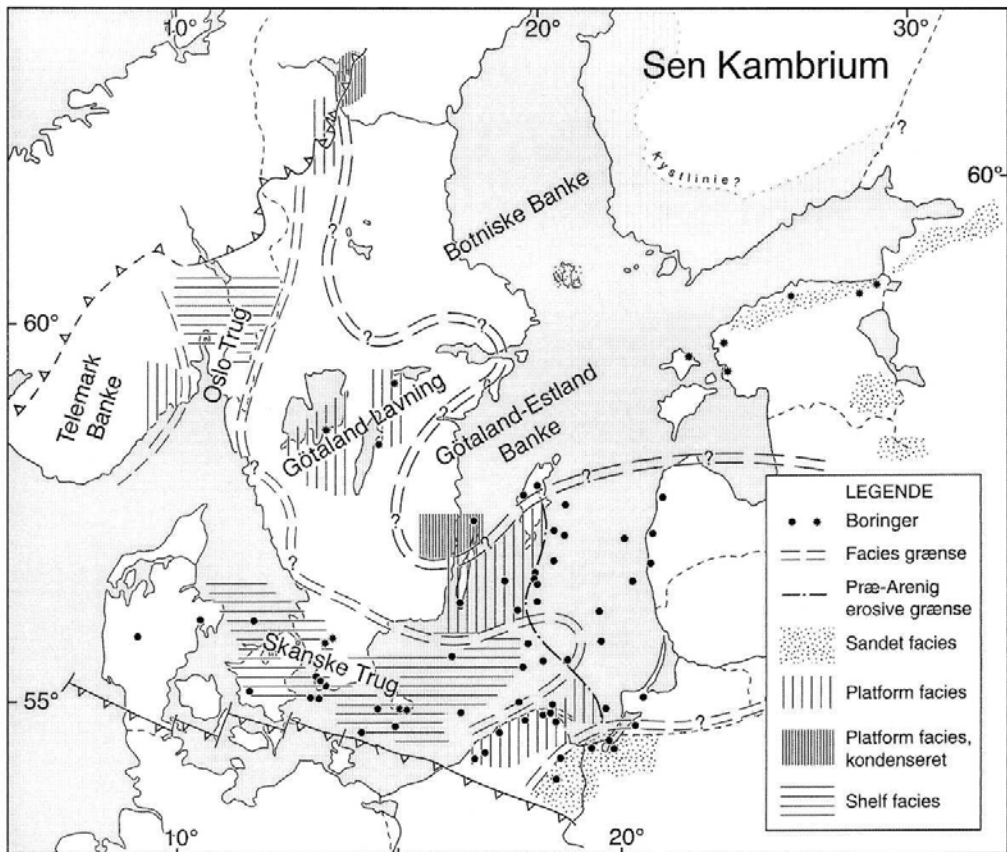 10°
20°
30°
Sen Kambrium
?
Kystlinie?
60°
Botniske Banke
?
60°
Oslo-Trug
?
?
Telemark
Banke
?
Götaland-Lavning
Götaland-Estland
Banke
?
?
?
?
?
?
?
LEGENDE
Boringer
Facies grænse
Præ-Arenig
erosive grænse
Sandet facies
Platform facies
Platform facies,
kondenseret
Shelf facies
Skånske Trug
55°
?
10°
20°